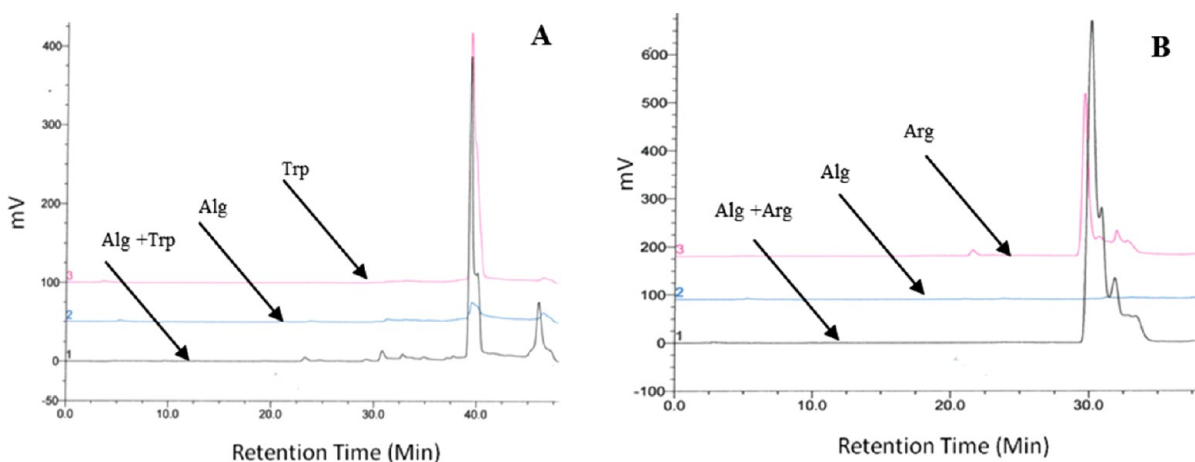 A
400
300
200
100
0
-50
mV
Trp
Alg
Alg +Trp
3
2
1
0.0 10.0 20.0 30.0 40.0
Retention Time (Min)
B
600
500
400
300
200
100
0
-100
mV
Arg
Alg
Alg +Arg
3
2
1
0.0 10.0 20.0 30.0
Retention Time (Min)